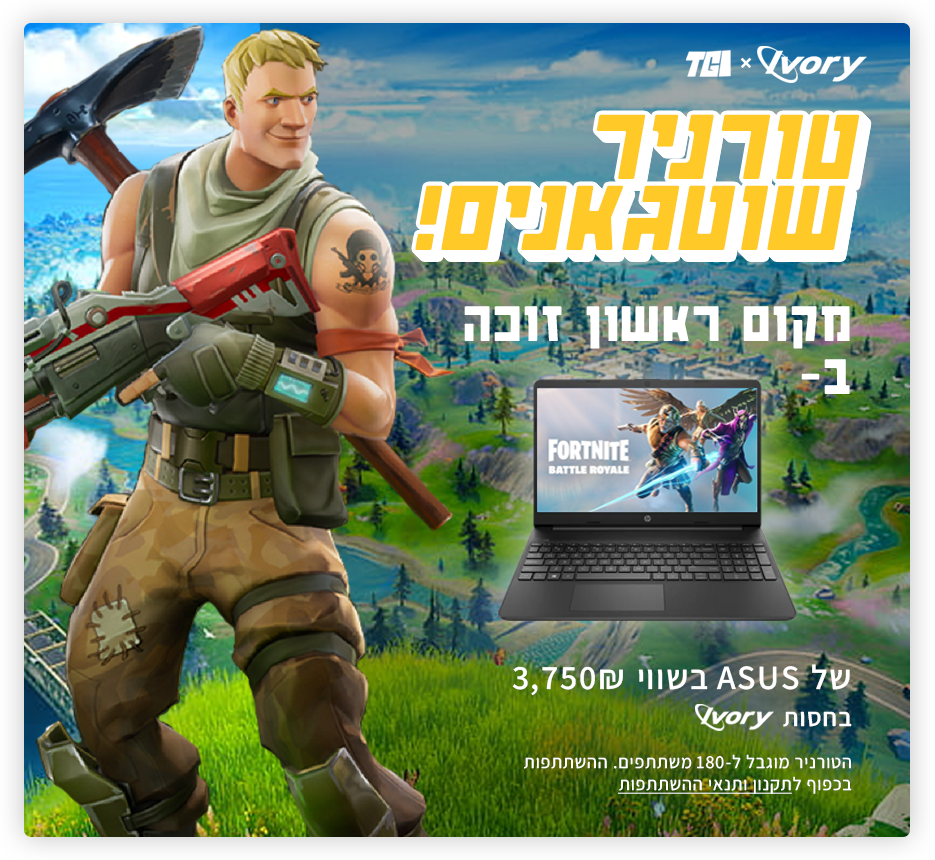 TGI × Ivory
טורניר
שוטגאנים!
מקום ראשון זוכה
ב-
FORTNITE
BATTLE ROYALE
hp
של ASUS בשווי 3,750₪
בחסות Ivory
הטורניר מוגבל ל-180 משתתפים. ההשתתפות
בכפוף לתקנון ותנאי ההשתתפות